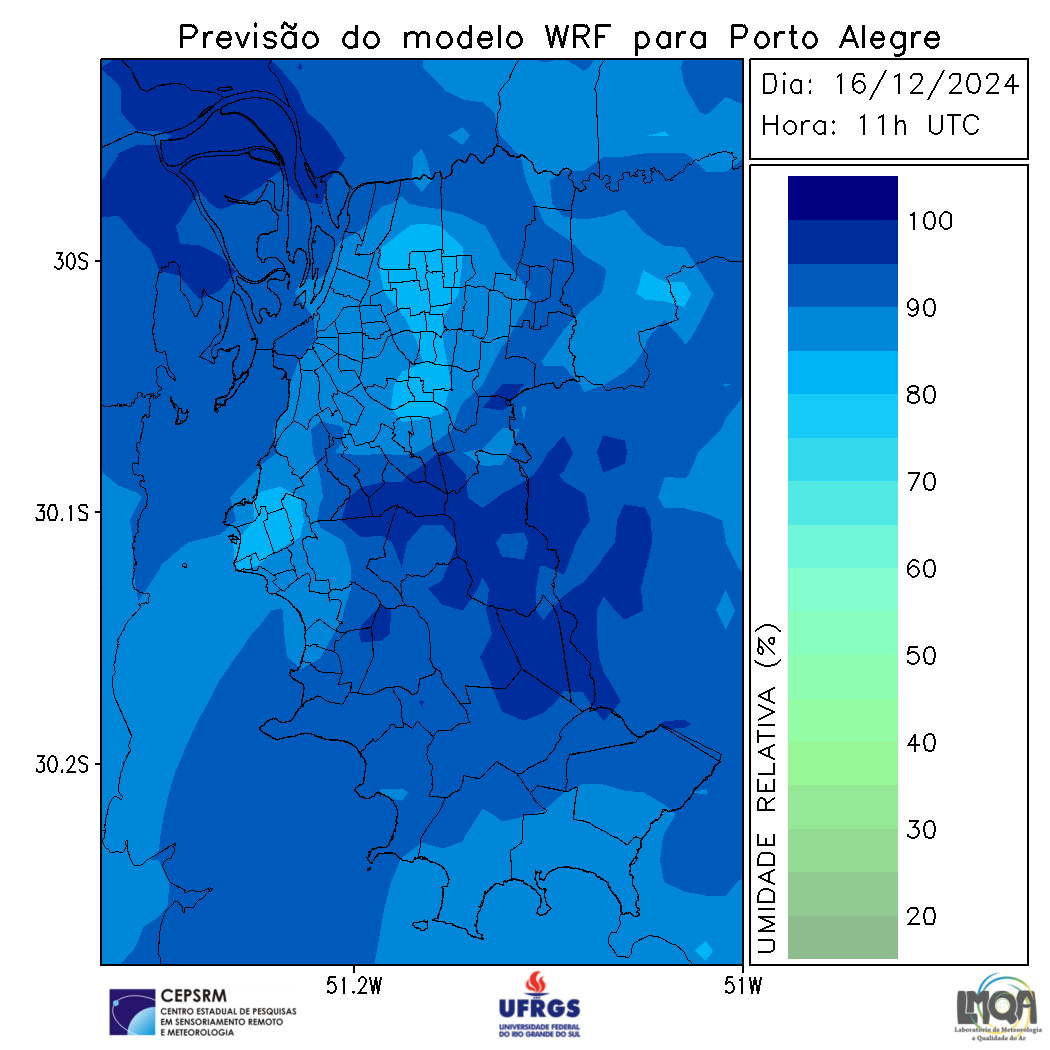 Previsão do modelo WRF para Porto Alegre
Dia: 16/12/2024
Hora: 11h UTC
30S
30.1S
30.2S
51.2W
51W
UMIDADE RELATIVA (%)
100
90
80
70
60
50
40
30
20
CEPSRM
CENTRO ESTADUAL DE PESQUISAS
EM SENSORIAMENTO REMOTO
E METEOROLOGIA
UFRGS
UNIVERSIDADE FEDERAL
DO RIO GRANDE DO SUL
LMQA
Laboratório de Meteorologia
e Qualidade do Ar